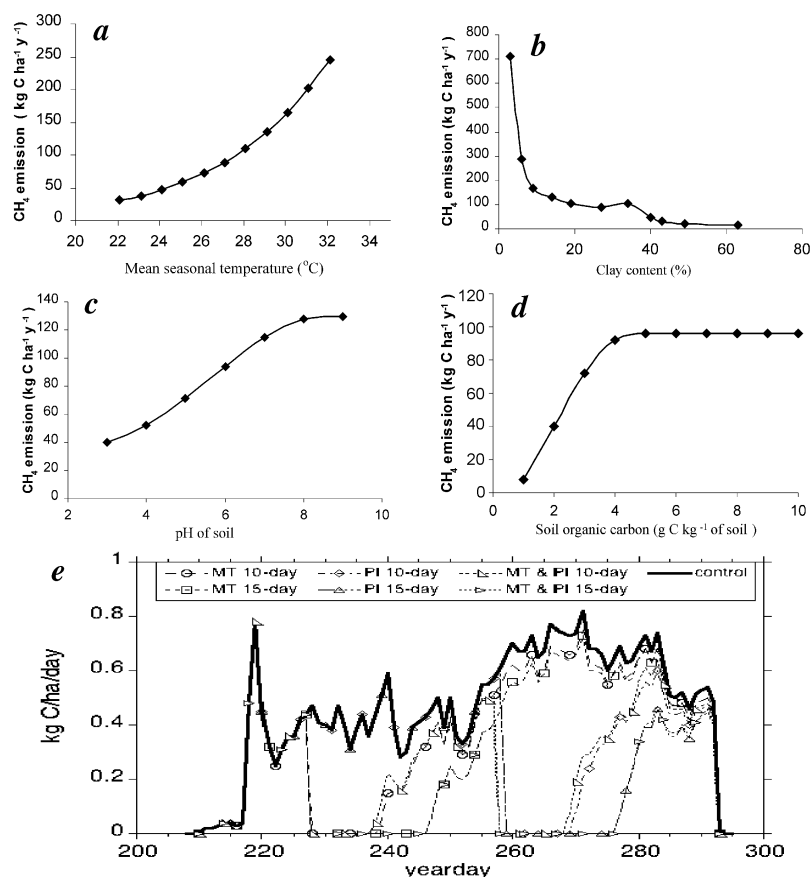 a
CH4 emission ( kg C ha-1 y-1)
300
250
200
150
100
50
0
20 22 24 26 28 30 32 34
Mean seasonal temperature (oC)
b
CH4 emission (kg C ha-1 y-1)
800
700
600
500
400
300
200
100
0
0 20 40 60 80
Clay content (%)
c
CH4 emission (kg C ha-1 y-1 )
140
120
100
80
60
40
20
0
2 4 6 8 10
pH of soil
d
CH4 emission (kg C ha-1 y-1 )
120
100
80
60
40
20
0
0 2 4 6 8 10
Soil organic carbon (g C kg -1 of soil )
e
MT 10-day PI 10-day MT & PI 10-day control
MT 15-day PI 15-day MT & PI 15-day
kg C/ha/day
1
0.8
0.6
0.4
0.2
0
200 220 240 260 280 300
yearday